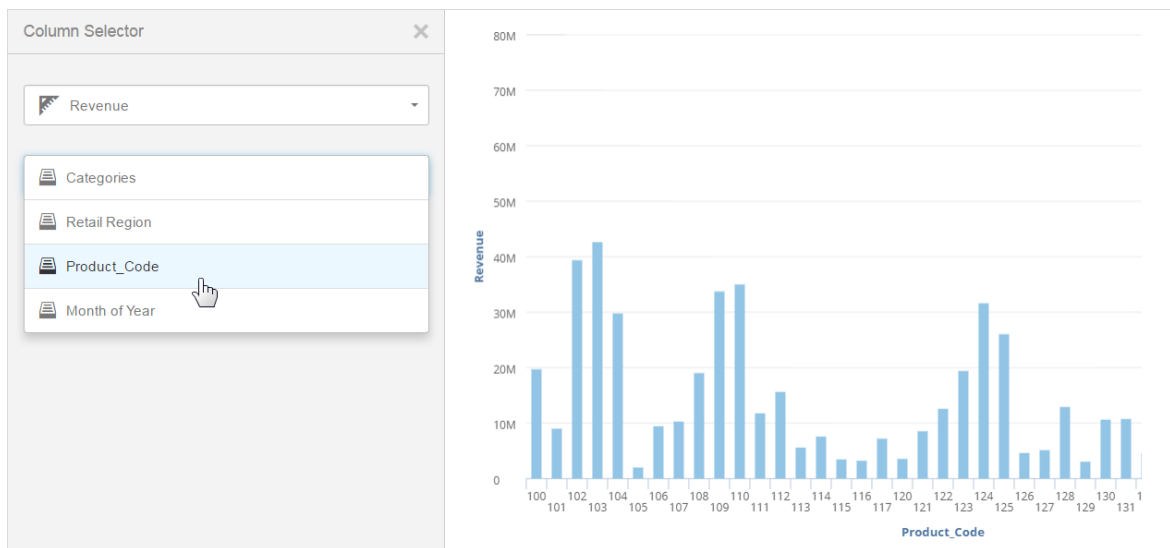 Column Selector ×
Revenue
Categories
Retail Region
Product_Code
Month of Year
80M
70M
60M
50M
40M
30M
20M
10M
0
Revenue
100 102 104 106 108 110 112 114 116 120 122 124 126 128 130 1
101 103 105 107 109 111 113 115 117 121 123 125 127 129 131
Product_Code